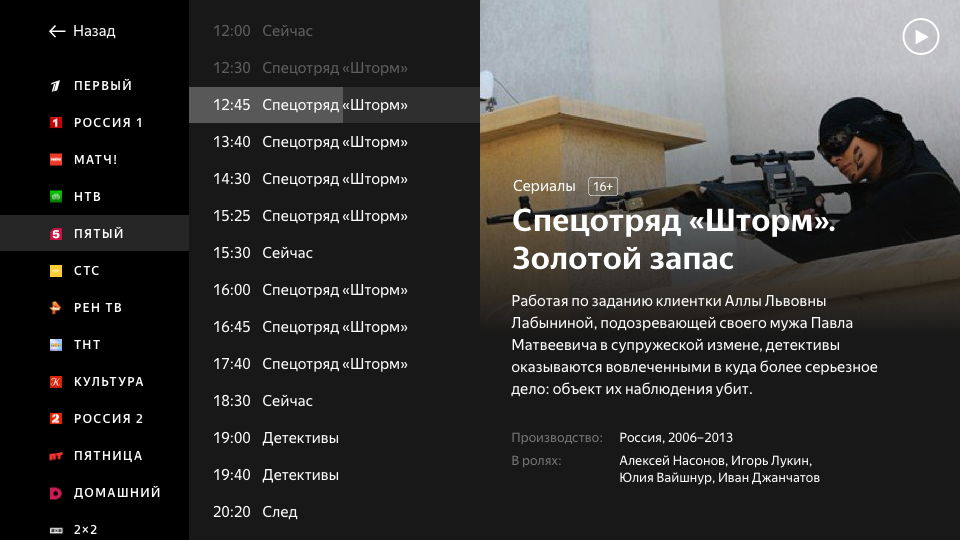 Назад
ПЕРВЫЙ
РОССИЯ 1
МАТЧ!
НТВ
ПЯТЫЙ
СТС
РЕН ТВ
ТНТ
КУЛЬТУРА
РОССИЯ 2
ПЯТНИЦА
ДОМАШНИЙ
2×2
12:00 Сейчас
12:30 Спецотряд «Шторм»
12:45 Спецотряд «Шторм»
13:40 Спецотряд «Шторм»
14:30 Спецотряд «Шторм»
15:25 Спецотряд «Шторм»
15:30 Сейчас
16:00 Спецотряд «Шторм»
16:45 Спецотряд «Шторм»
17:40 Спецотряд «Шторм»
18:30 Сейчас
19:00 Детективы
19:40 Детективы
20:20 След
Сериалы 16+
Спецотряд «Шторм».
Золотой запас
Работая по заданию клиентки Аллы Львовны
Лабыниной, подозревающей своего мужа Павла
Матвеевича в супружеской измене, детективы
оказываются вовлеченными в куда более серьезное
дело: объект их наблюдения убит.
Производство: Россия, 2006–2013
В ролях: Алексей Насонов, Игорь Лукин,
Юлия Вайшнур, Иван Джанчатов